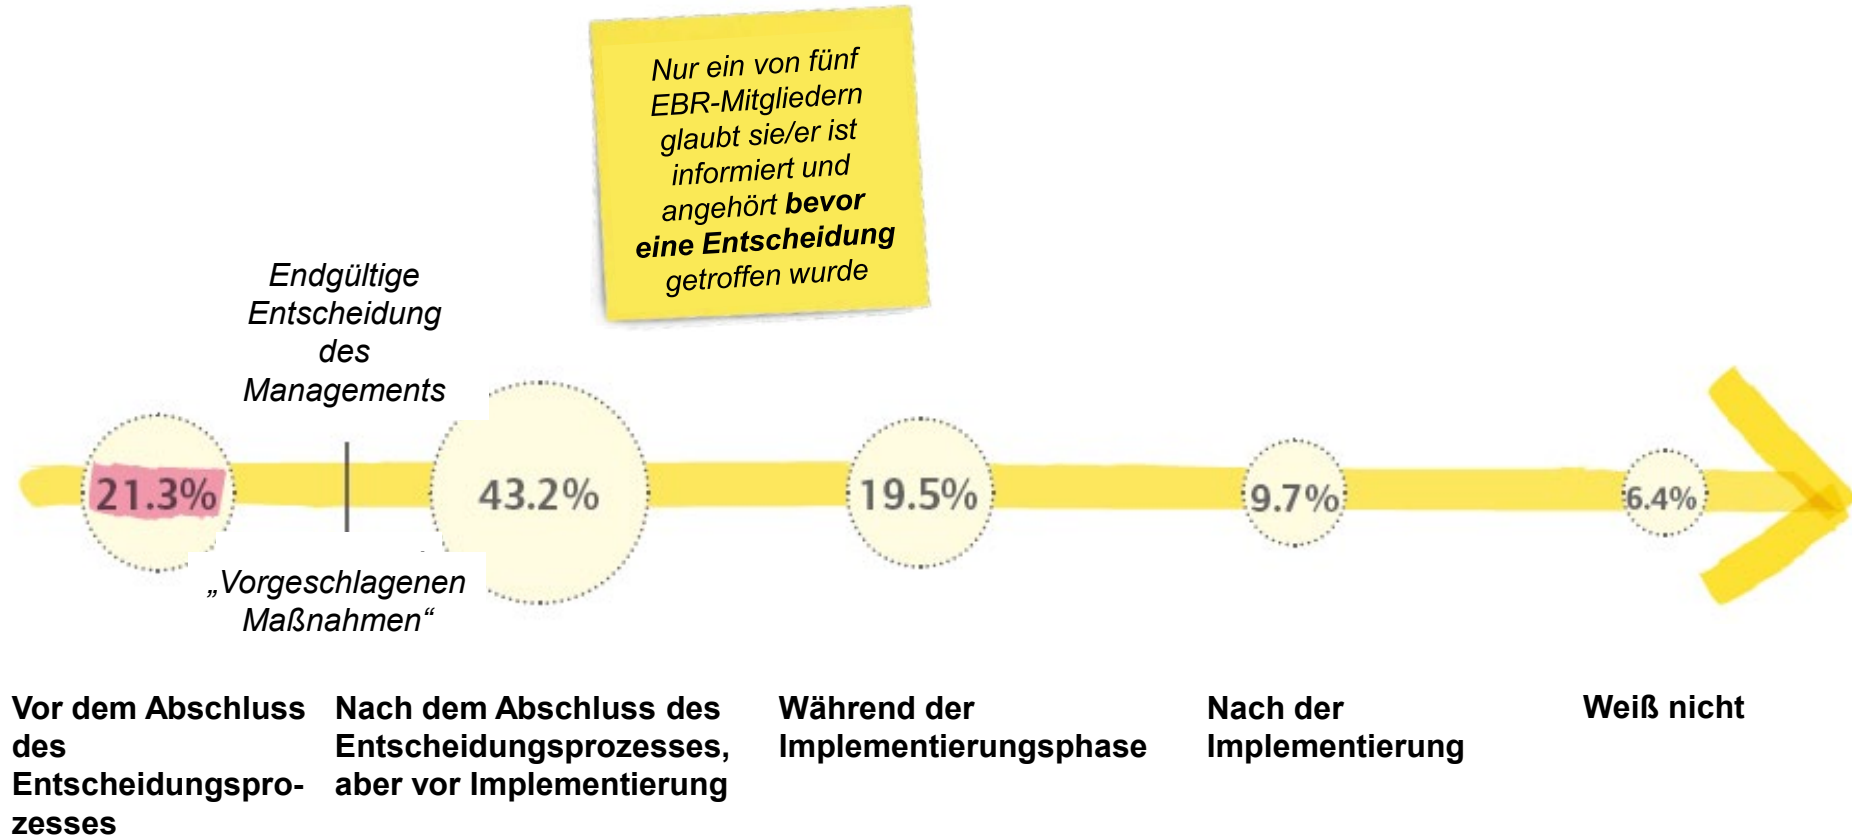 Nur ein von fünf
EBR-Mitgliedern
glaubt sie/er ist
informiert und
angehört bevor
eine Entscheidung
getroffen wurde
Endgültige
Entscheidung
des
Managements
21.3%
43.2%
19.5%
9.7%
6.4%
„Vorgeschlagenen
Maßnahmen“
Vor dem Abschluss
des
Entscheidungspro-
zesses
Nach dem Abschluss des
Entscheidungsprozesses,
aber vor Implementierung
Während der
Implementierungsphase
Nach der
Implementierung
Weiß nicht